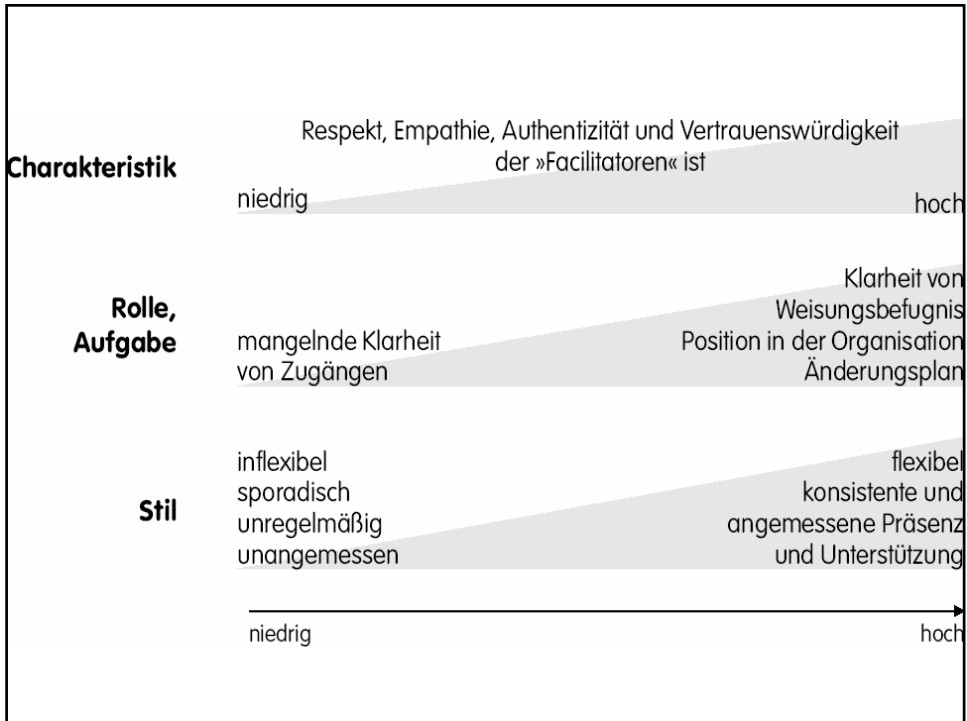 Respekt, Empathie, Authentizität und Vertrauenswürdigkeit
der »Facilitatoren« ist
Charakteristik
niedrig
hoch
Rolle,
Aufgabe
mangelnde Klarheit
von Zugängen
Klarheit von
Weisungsbefugnis
Position in der Organisation
Änderungsplan
Stil
inflexibel
sporadisch
unregelmäßig
unangemessen
flexibel
konsistente und
angemessene Präsenz
und Unterstützung
niedrig
hoch